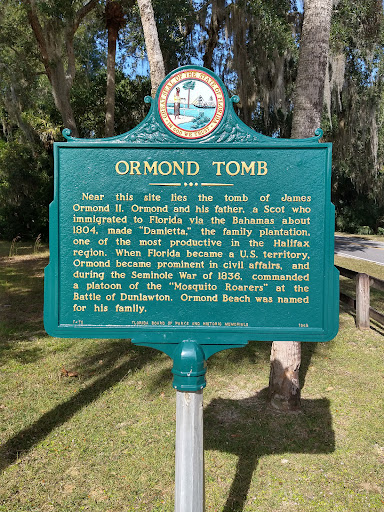 ORMOND TOMB
Near this site lies the tomb of James
Ormond II. Ormond and his father, a Scot who
immigrated to Florida via the Bahamas about
1804, made "Damietta," the family plantation,
one of the most productive in the Halifax
region. When Florida became a U.S. territory,
Ormond became prominent in civil affairs, and
during the Seminole War of 1836, commanded
a platoon of the "Mosquito Roarers" at the
Battle of Dunlawton. Ormond Beach was named
for his family.
FLORIDA BOARD OF PARKS AND HISTORIC MEMORIALS